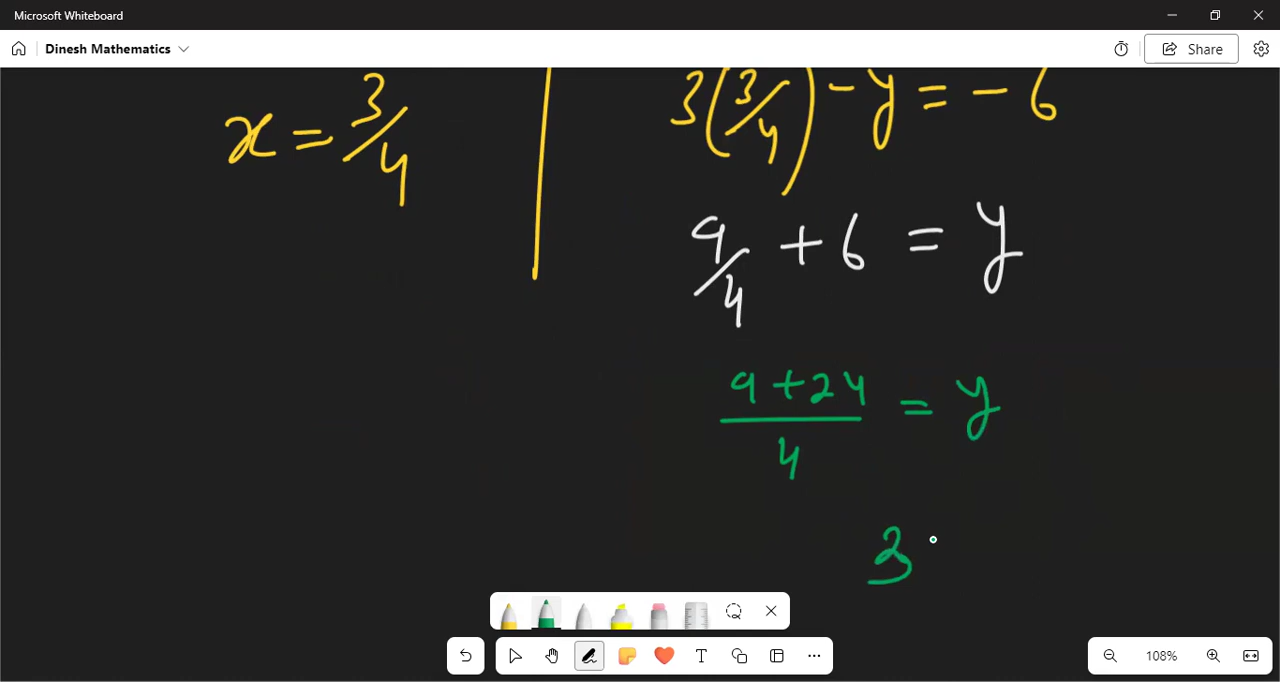 Microsoft Whiteboard
Dinesh Mathematics
Share
x = 3/4
3(3/4) - y = - 6
9/4 + 6 = y
9 + 24
4
= y
3
T
108%